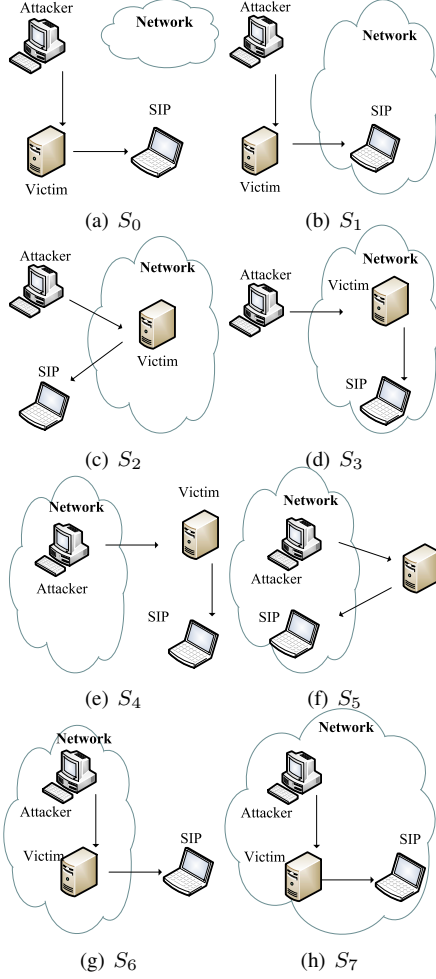 Attacker
Network
SIP
Victim
(a) S0
Attacker
Network
SIP
Victim
(b) S1
Attacker
Network
Victim
SIP
(c) S2
Attacker
Network
Victim
SIP
(d) S3
Network
Attacker
Victim
SIP
(e) S4
Network
Attacker
SIP
(f) S5
Network
Attacker
Victim
SIP
(g) S6
Network
Attacker
Victim
SIP
(h) S7